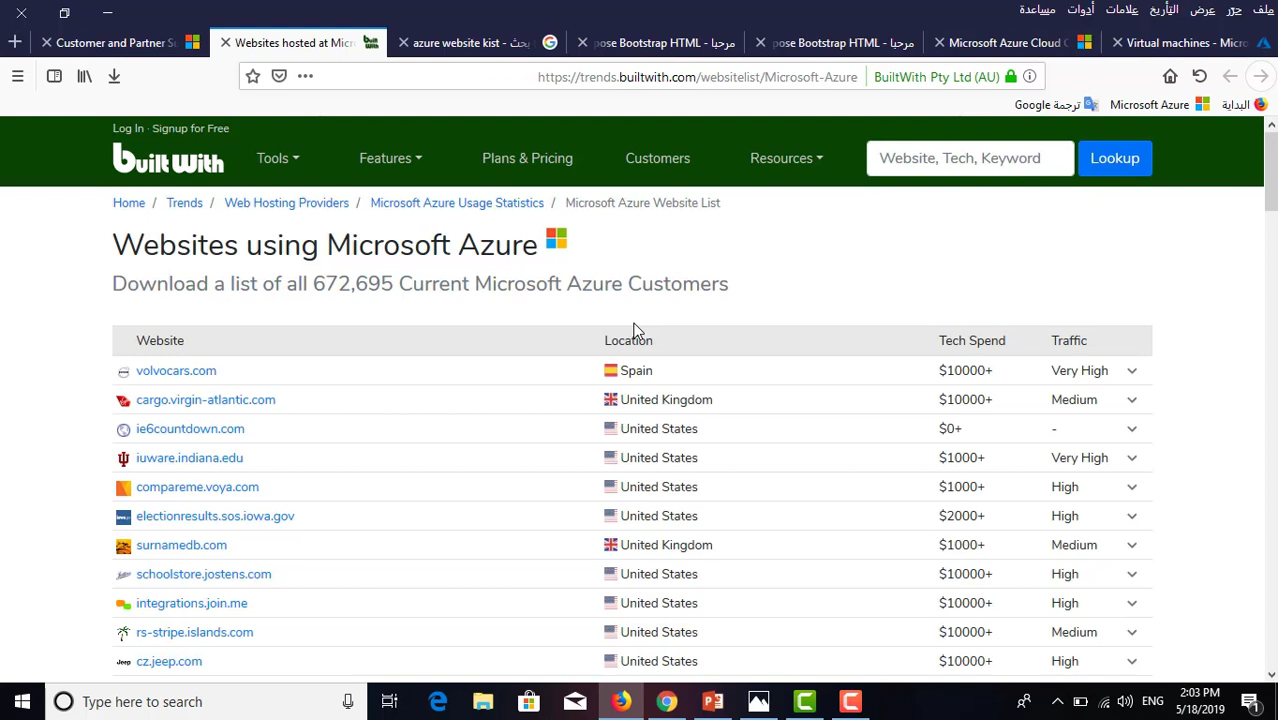 ملف حرّر عرض التأريخ علامات أدوات مساعدة
Customer and Partner Su
Websites hosted at Micr
azure website kist - بحث
pose Bootstrap HTML - مرحبا
pose Bootstrap HTML - مرحبا
Microsoft Azure Cloud C
Virtual machines - Micro
https://trends.builtwith.com/websitelist/Microsoft-Azure
BuiltWith Pty Ltd (AU)
ترجمة Google
Microsoft Azure
البداية
Log In · Signup for Free
built with
Tools
Features
Plans & Pricing
Customers
Resources
Website, Tech, Keyword
Lookup
Home / Trends / Web Hosting Providers / Microsoft Azure Usage Statistics / Microsoft Azure Website List
Websites using Microsoft Azure
Download a list of all 672,695 Current Microsoft Azure Customers
Website Location Tech Spend Traffic
volvocars.com Spain $10000+ Very High
cargo.virgin-atlantic.com United Kingdom $10000+ Medium
ie6countdown.com United States $0+ -
iuware.indiana.edu United States $1000+ Very High
compareme.voya.com United States $1000+ High
electionresults.sos.iowa.gov United States $2000+ High
surnamedb.com United Kingdom $1000+ Medium
schoolstore.jostens.com United States $10000+ High
integrations.join.me United States $10000+ High
rs-stripe.islands.com United States $10000+ Medium
Jeep cz.jeep.com United States $10000+ High
Type here to search
ENG
2:03 PM
5/18/2019